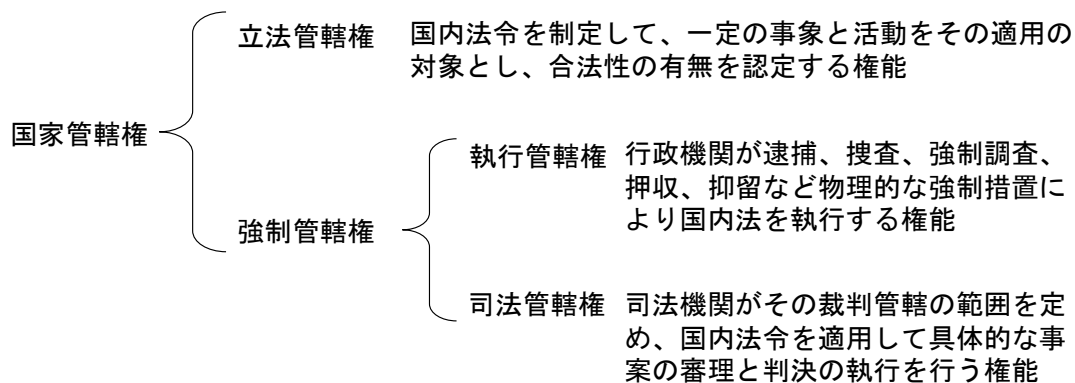 国家管轄権
立法管轄権
国内法令を制定して、一定の事象と活動をその適用の
対象とし、合法性の有無を認定する権能
強制管轄権
執行管轄権
行政機関が逮捕、捜査、強制調査、
押収、抑留など物理的な強制措置に
より国内法を執行する権能
司法管轄権
司法機関がその裁判管轄の範囲を定
め、国内法令を適用して具体的な事
案の審理と判決の執行を行う権能